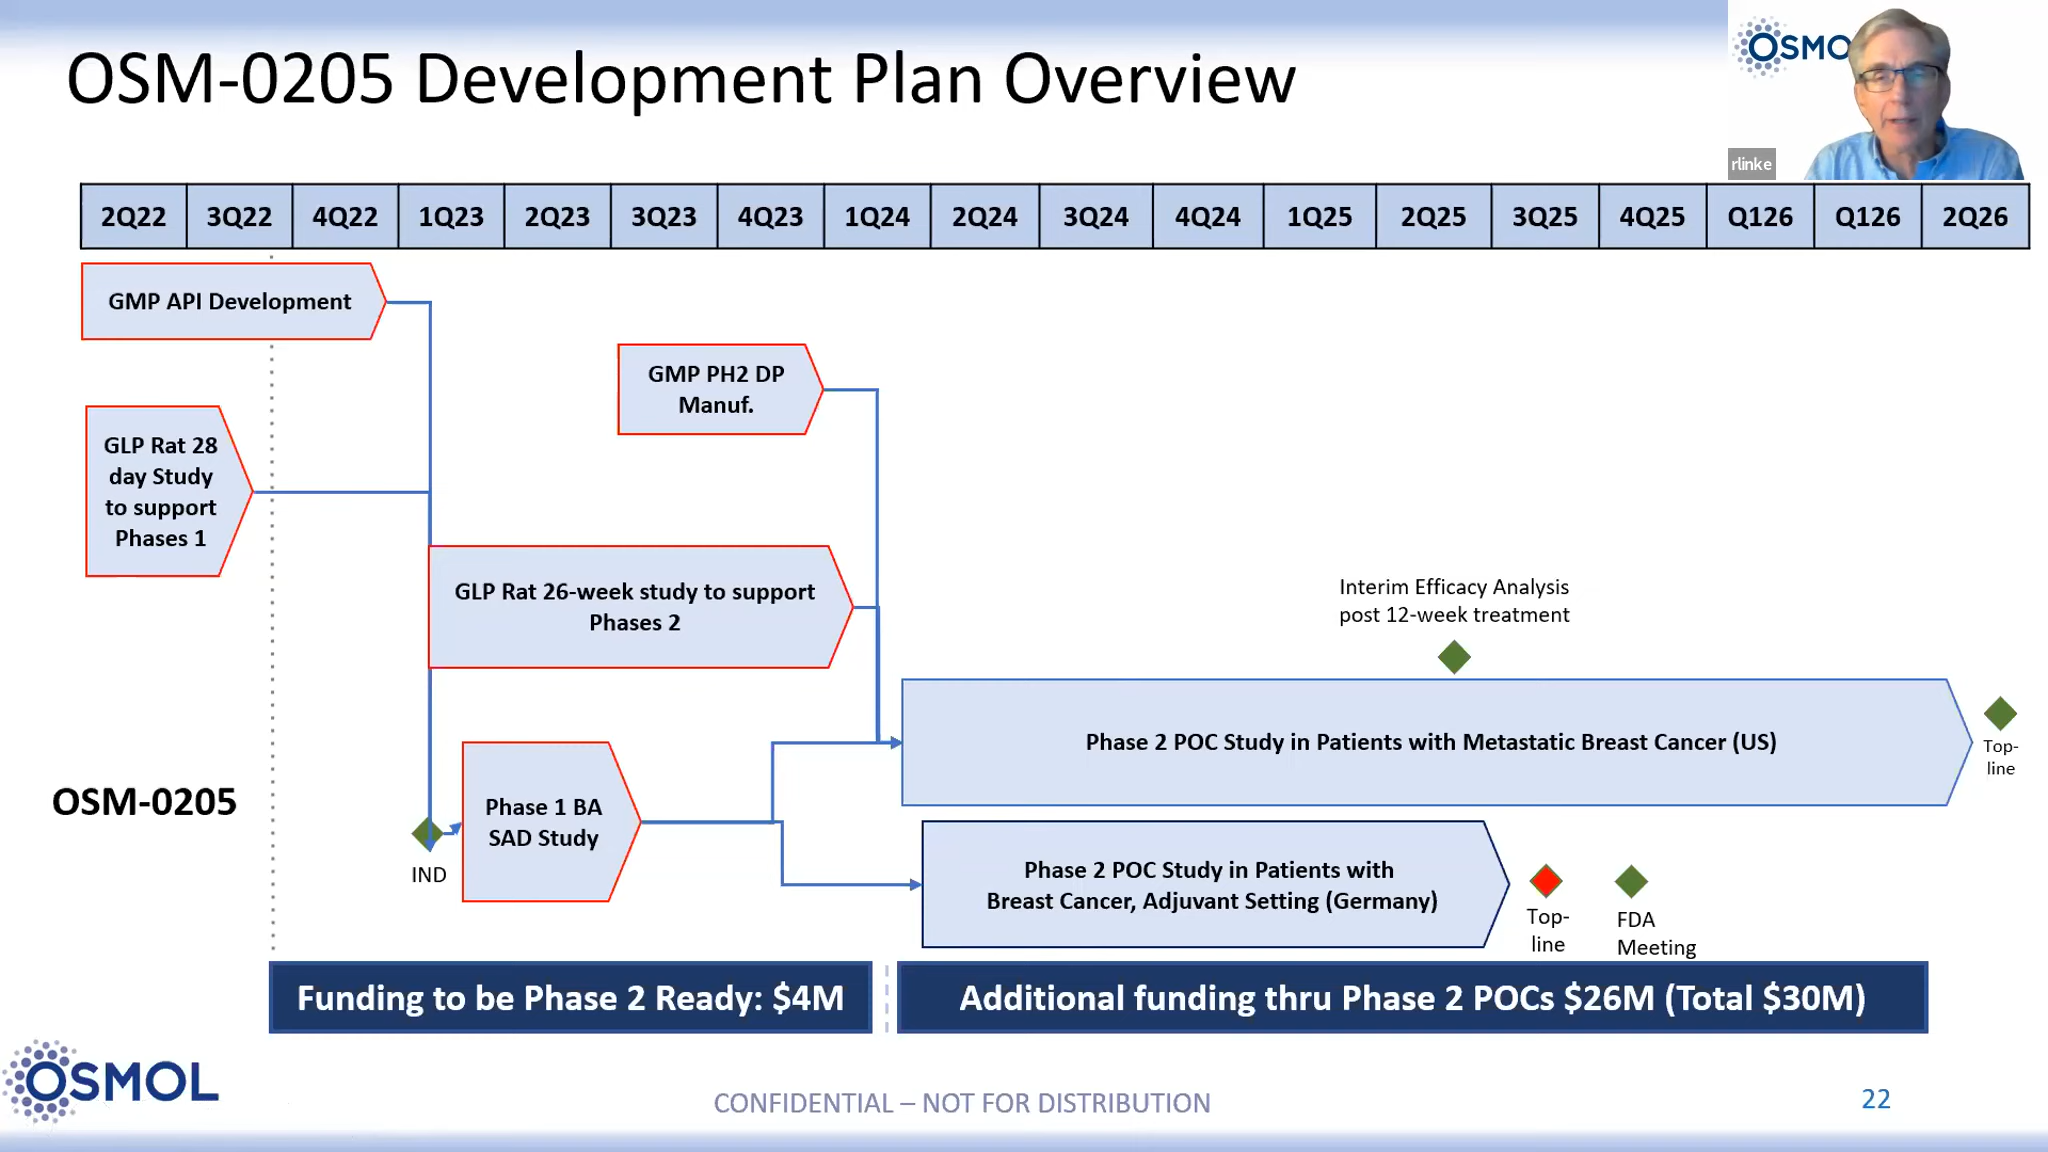 OSM-0205 Development Plan Overview
OSMO
rlinke
2Q22 3Q22 4Q22 1Q23 2Q23 3Q23 4Q23 1Q24 2Q24 3Q24 4Q24 1Q25 2Q25 3Q25 4Q25 Q126 Q126 2Q26
GMP API Development
GMP PH2 DP
Manuf.
GLP Rat 28
day Study
to support
Phases 1
GLP Rat 26-week study to support
Phases 2
Interim Efficacy Analysis
post 12-week treatment
Phase 2 POC Study in Patients with Metastatic Breast Cancer (US)
Top-
line
OSM-0205
IND
Phase 1 BA
SAD Study
Phase 2 POC Study in Patients with
Breast Cancer, Adjuvant Setting (Germany)
Top-
line
FDA
Meeting
Funding to be Phase 2 Ready: $4M
Additional funding thru Phase 2 POCs $26M (Total $30M)
OSMOL
CONFIDENTIAL – NOT FOR DISTRIBUTION
22